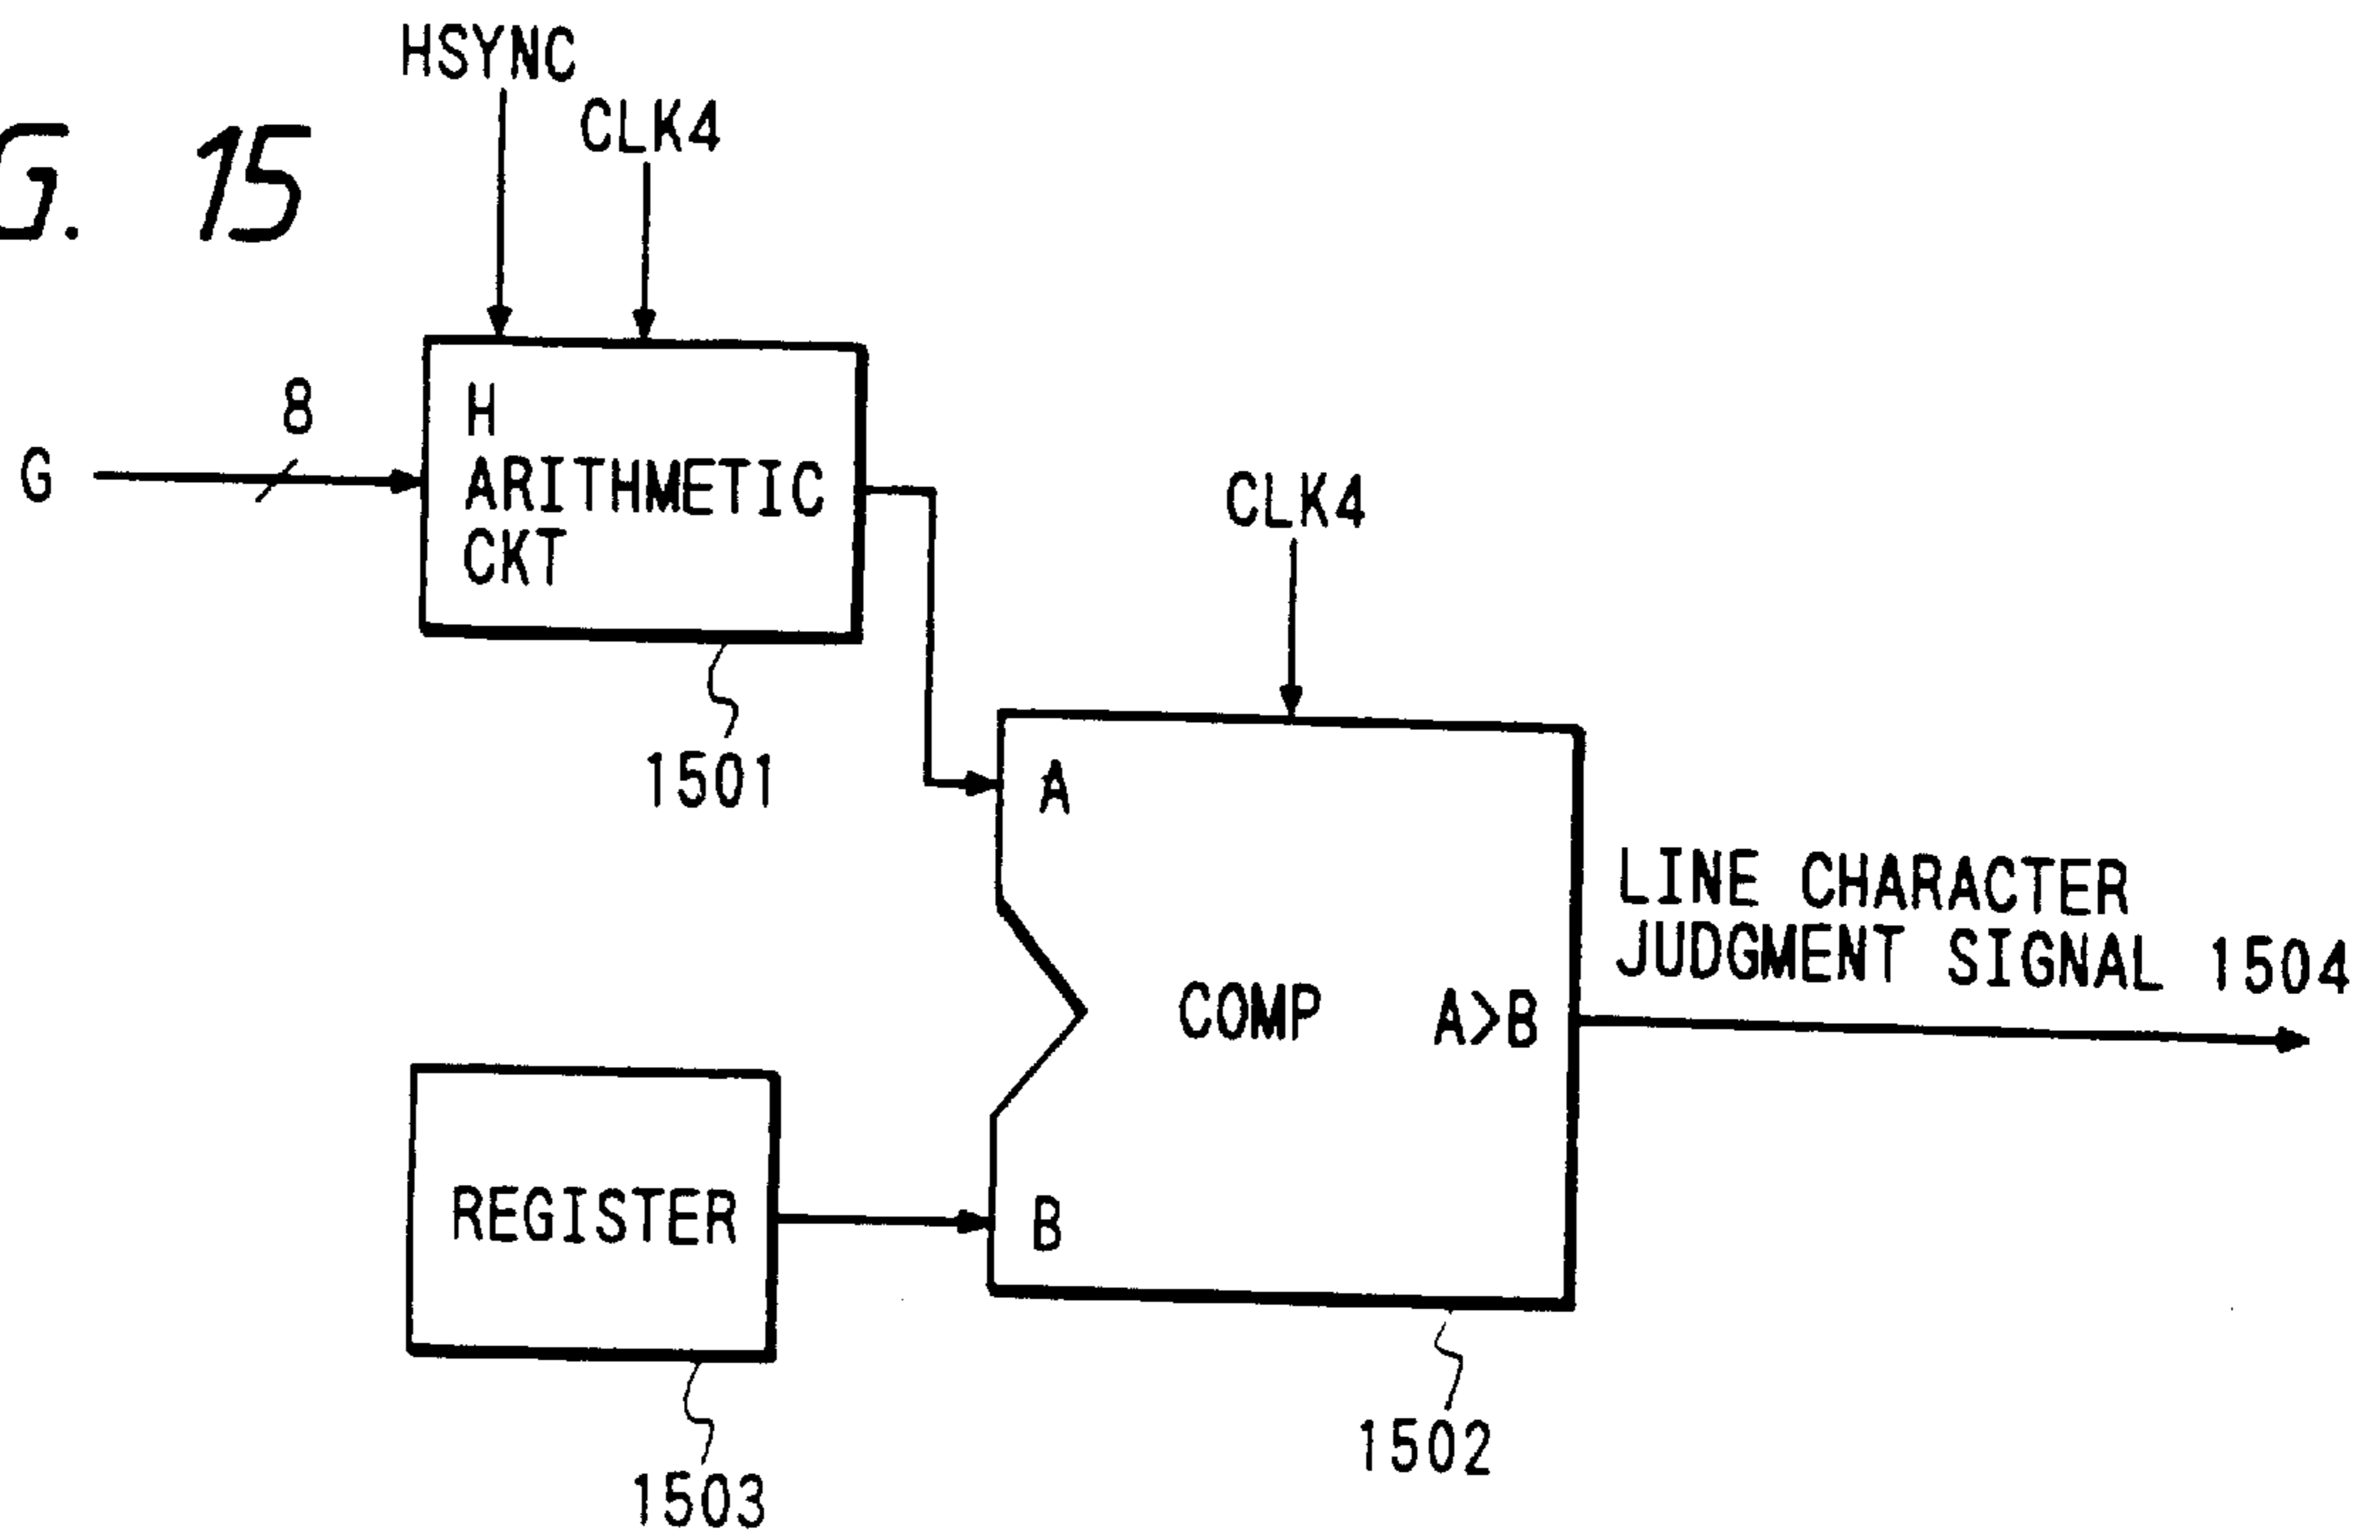 HSYNC
CLK4
G. 15
8
G
H
ARITHMETIC
CKT
CLK4
1501
A
LINE CHARACTER
JUDGMENT SIGNAL 1504
COMP A>B
REGISTER
B
1502
1503